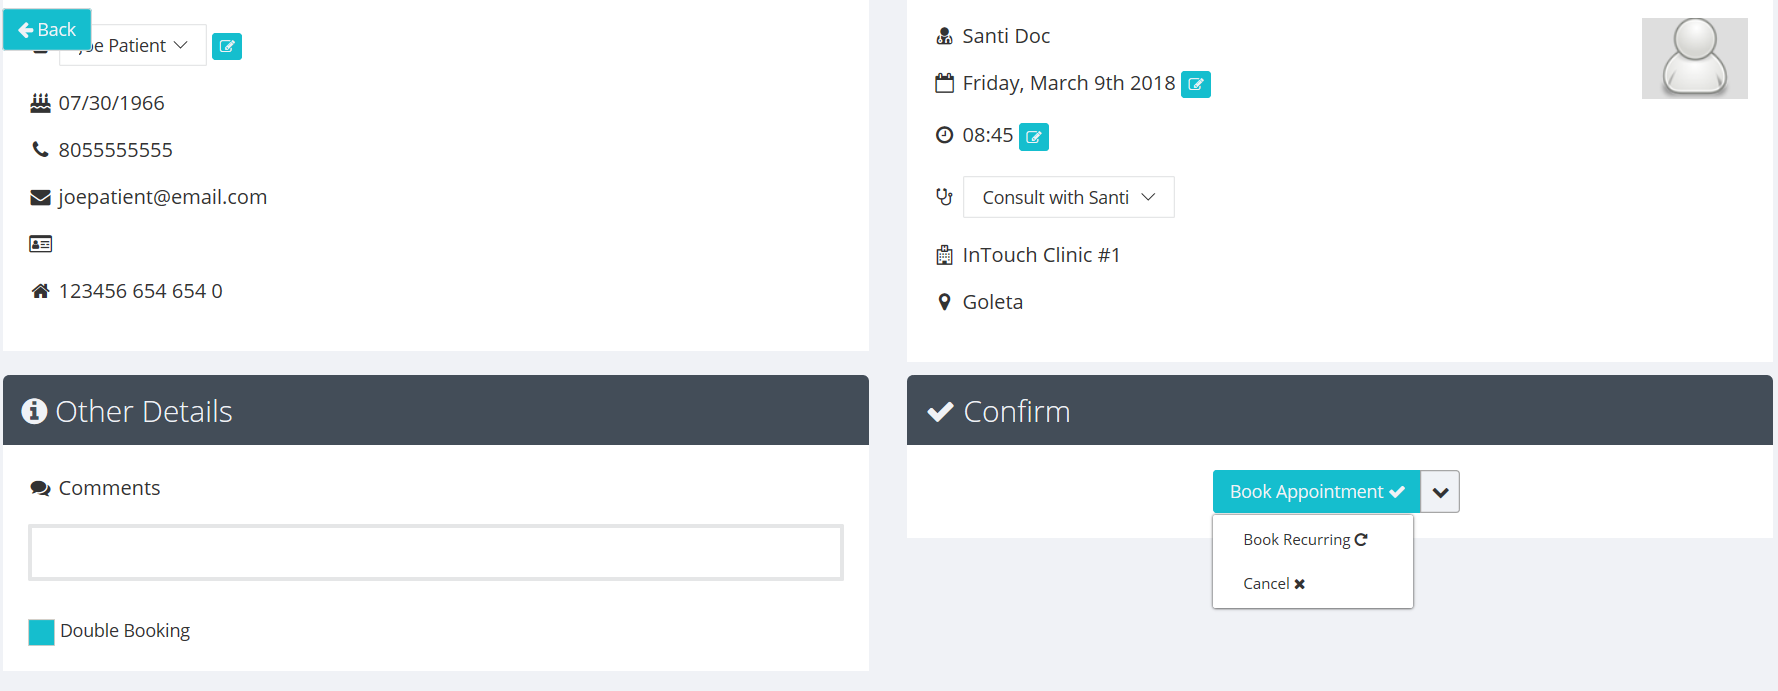 Back
Joe Patient
07/30/1966
8055555555
joepatient@email.com
123456 654 654 0
Santi Doc
Friday, March 9th 2018
08:45
Consult with Santi
InTouch Clinic #1
Goleta
Other Details
Comments
Double Booking
Confirm
Book Appointment
Book Recurring
Cancel